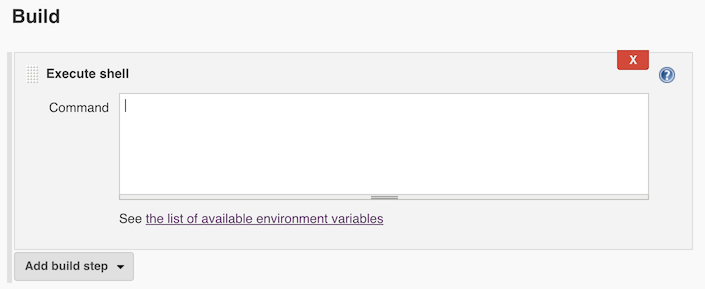 Build
X
Execute shell
?
Command
See the list of available environment variables
Add build step